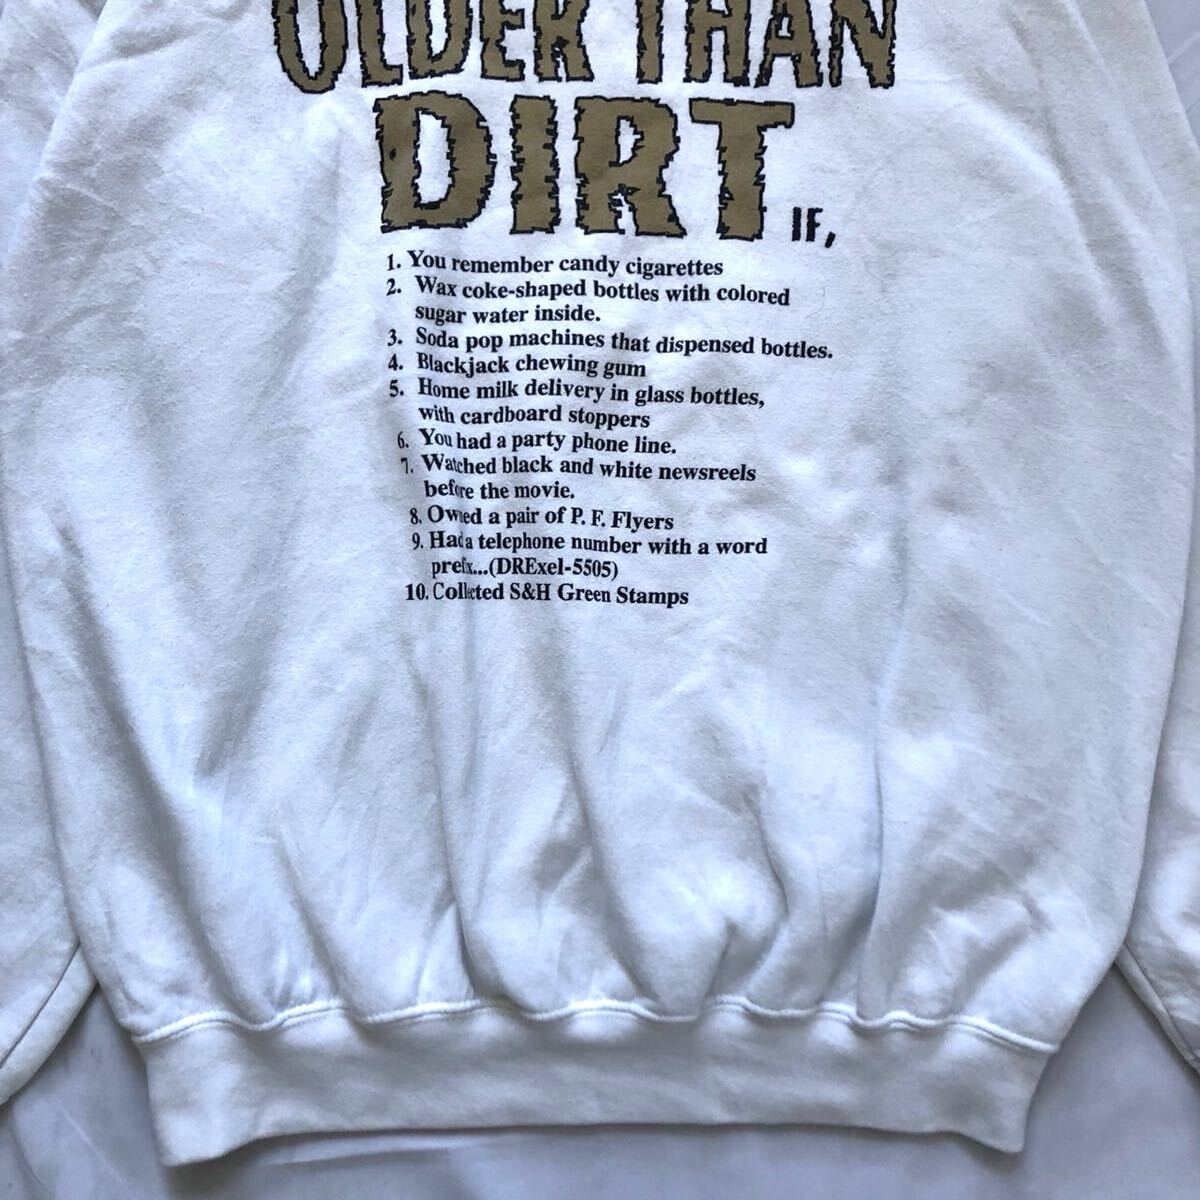 OLDER THAN
DIRT IF,
1. You remember candy cigarettes
2. Wax coke-shaped bottles with colored
sugar water inside.
3. Soda pop machines that dispensed bottles.
4. Blackjack chewing gum
5. Home milk delivery in glass bottles,
with cardboard stoppers
6. You had a party phone line.
7. Watched black and white newsreels
before the movie.
8. Owned a pair of P. F. Flyers
9. Had a telephone number with a word
prefix...(DRExel-5505)
10. Collected S&H Green Stamps